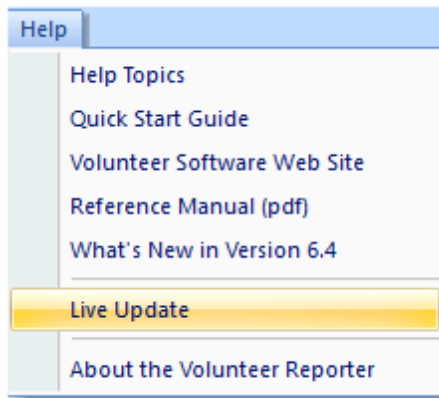 Help
Help Topics
Quick Start Guide
Volunteer Software Web Site
Reference Manual (pdf)
What's New in Version 6.4
Live Update
About the Volunteer Reporter